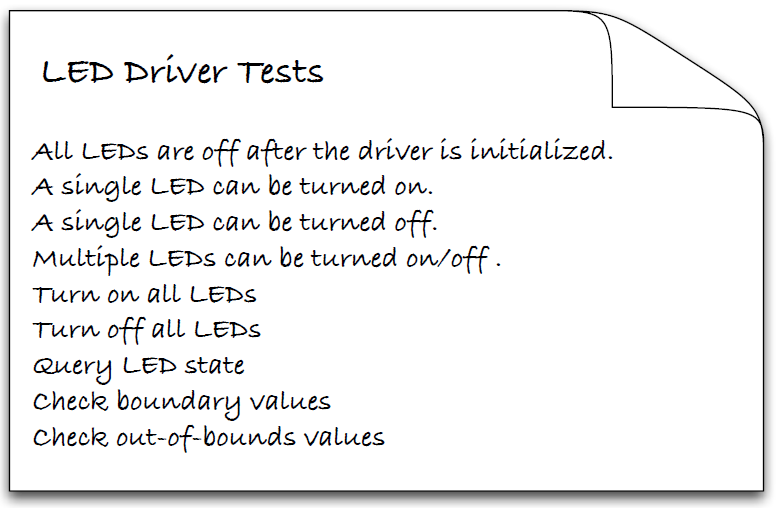 LED Driver Tests
All LEDs are off after the driver is initialized.
A single LED can be turned on.
A single LED can be turned off.
Multiple LEDs can be turned on/off .
Turn on all LEDs
Turn off all LEDs
Query LED state
Check boundary values
Check out-of-bounds values